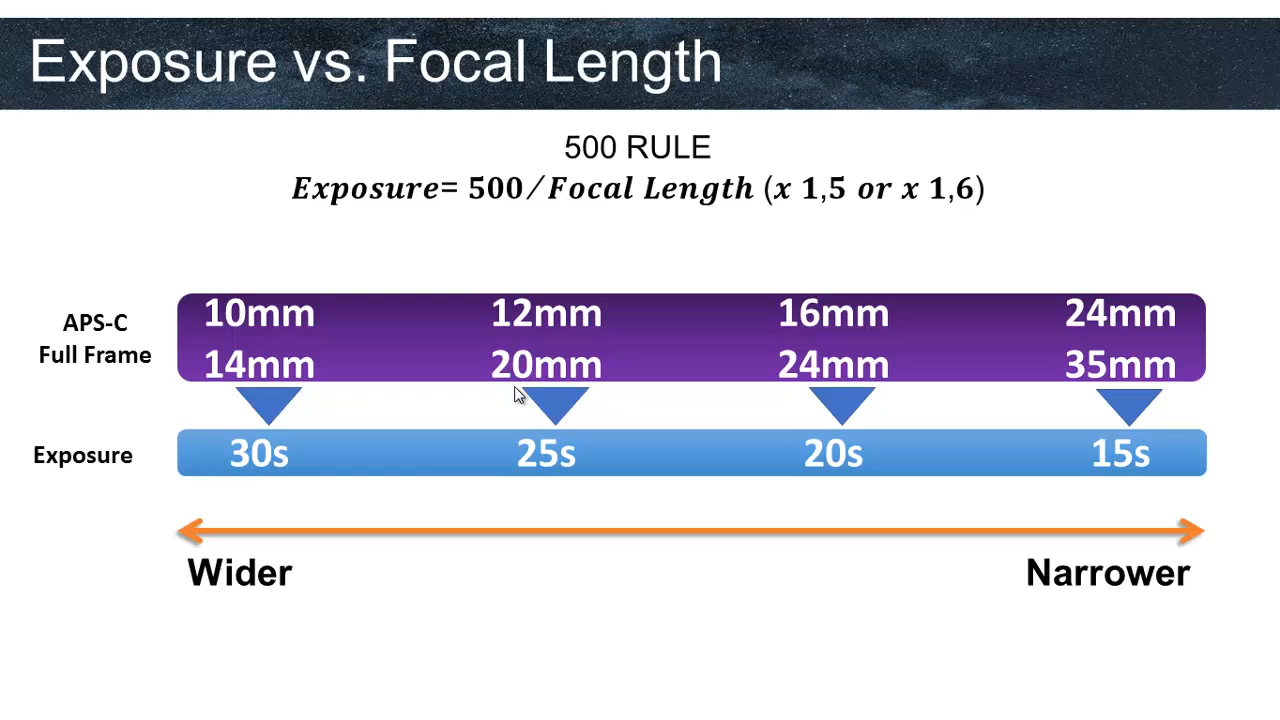 Exposure vs. Focal Length
500 RULE
Exposure= 500/Focal Length (x 1,5 or x 1,6)
APS-C
Full Frame
10mm 12mm 16mm 24mm
14mm 20mm 24mm 35mm
Exposure
30s 25s 20s 15s
Wider
Narrower